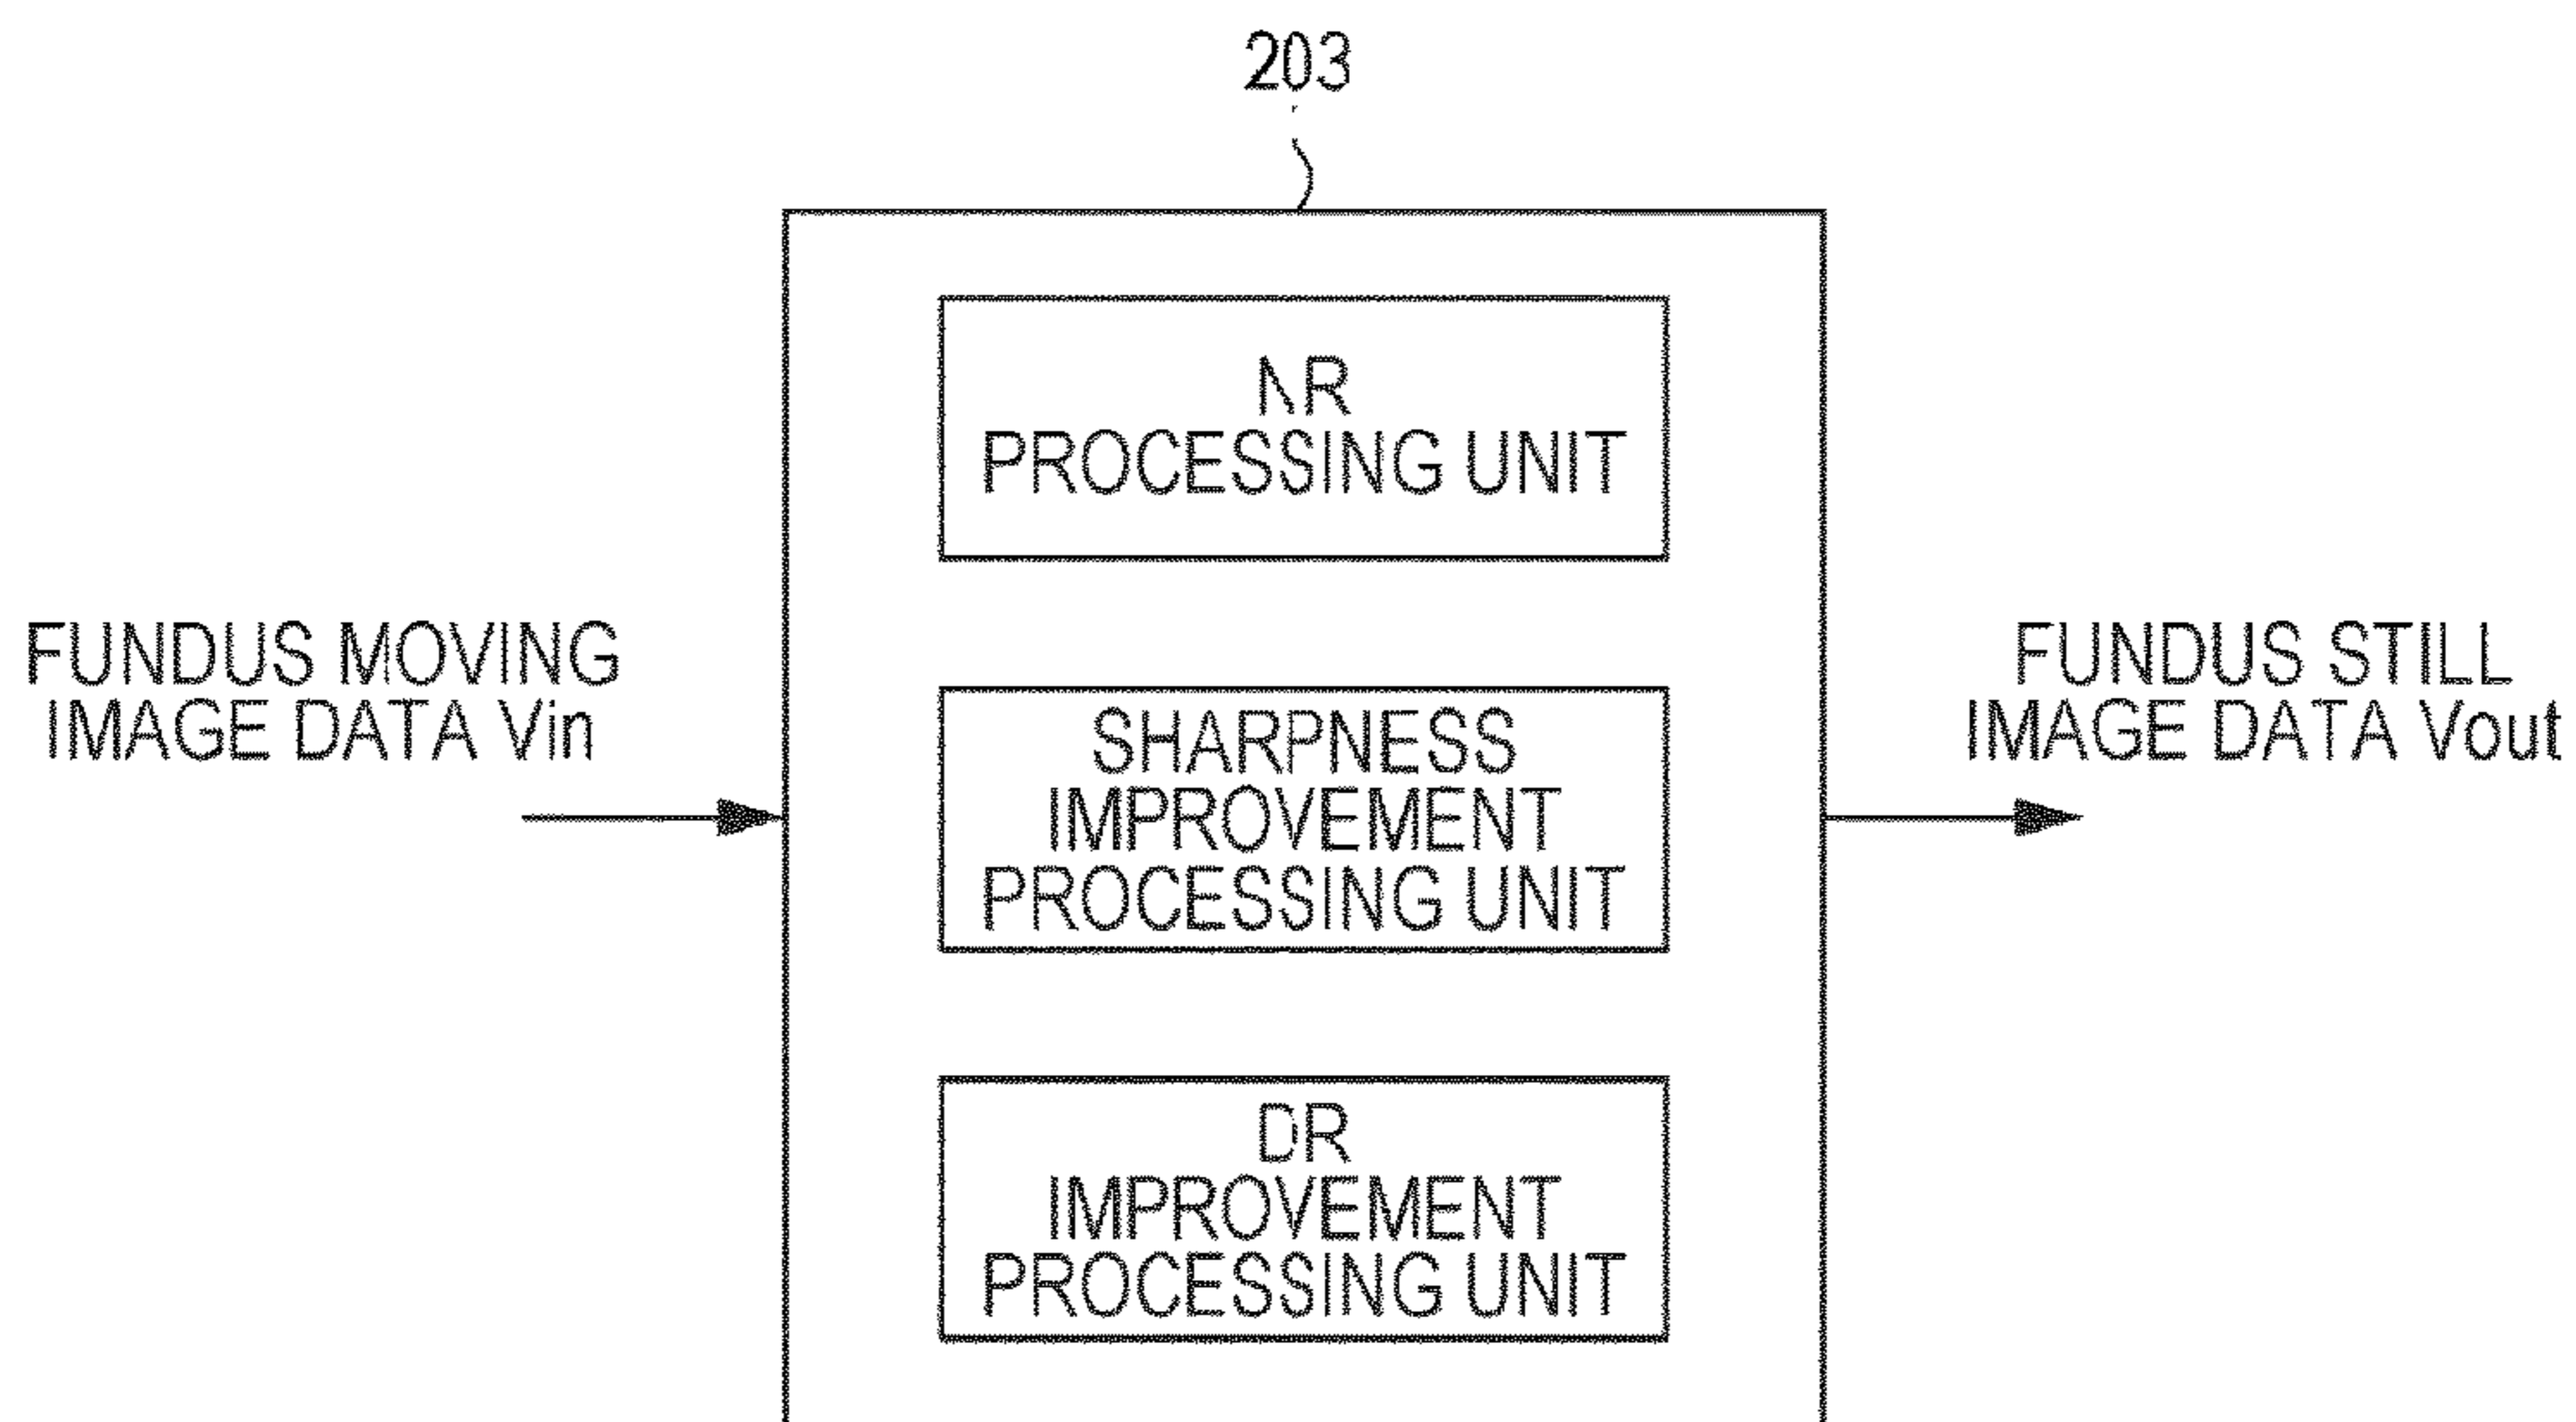 203
NR
PROCESSING UNIT
FUNDUS MOVING
IMAGE DATA Vin
SHARPNESS
IMPROVEMENT
PROCESSING UNIT
FUNDUS STILL
IMAGE DATA Vout
DR
IMPROVEMENT
PROCESSING UNIT